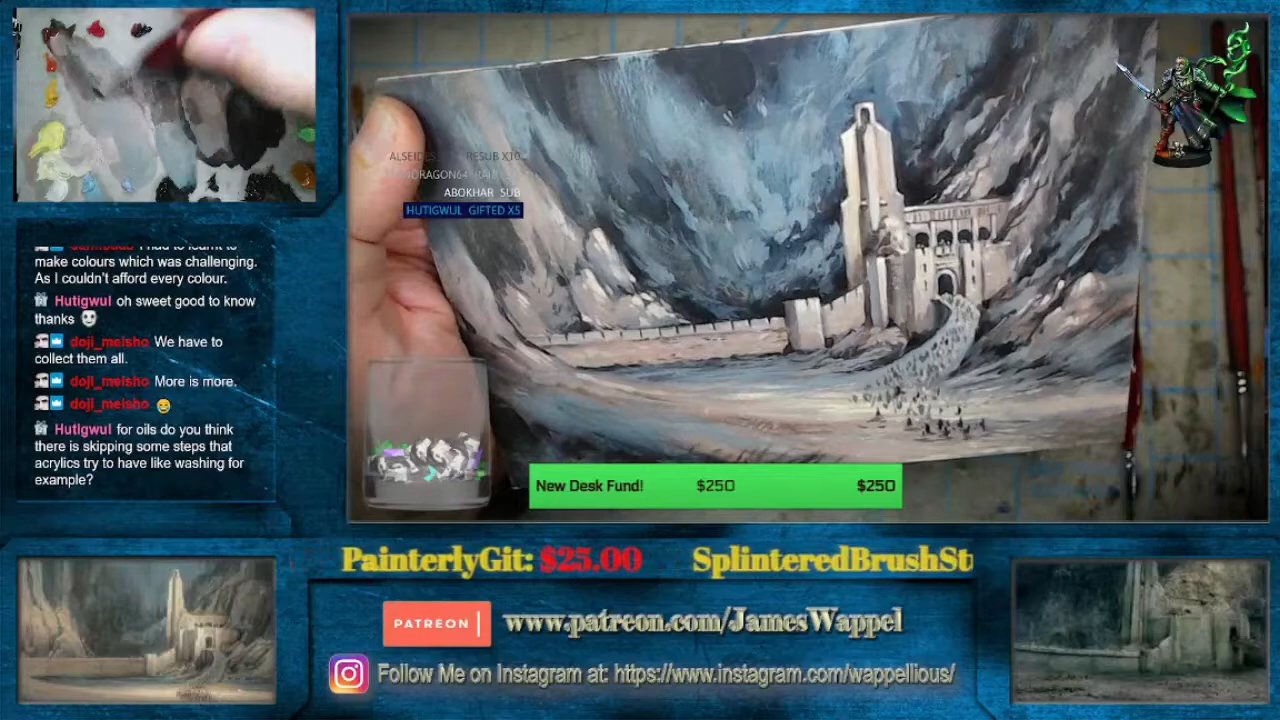 ALSEIDES RESUB X10
ABOKHAR SUB
HUTIGWUL GIFTED X5
I had to learnt to
make colours which was challenging.
As I couldn't afford every colour.
Hutigwul oh sweet good to know
thanks
doji_meisho We have to
collect them all.
doji_meisho More is more.
doji_meisho
Hutigwul for oils do you think
there is skipping some steps that
acrylics try to have like washing for
example?
New Desk Fund! $250 $250
PainterlyGit: $25.00 SplinteredBrushSt
PATREON
www.patreon.com/JamesWappel
Follow Me on Instagram at: https://www.instagram.com/wappellious/